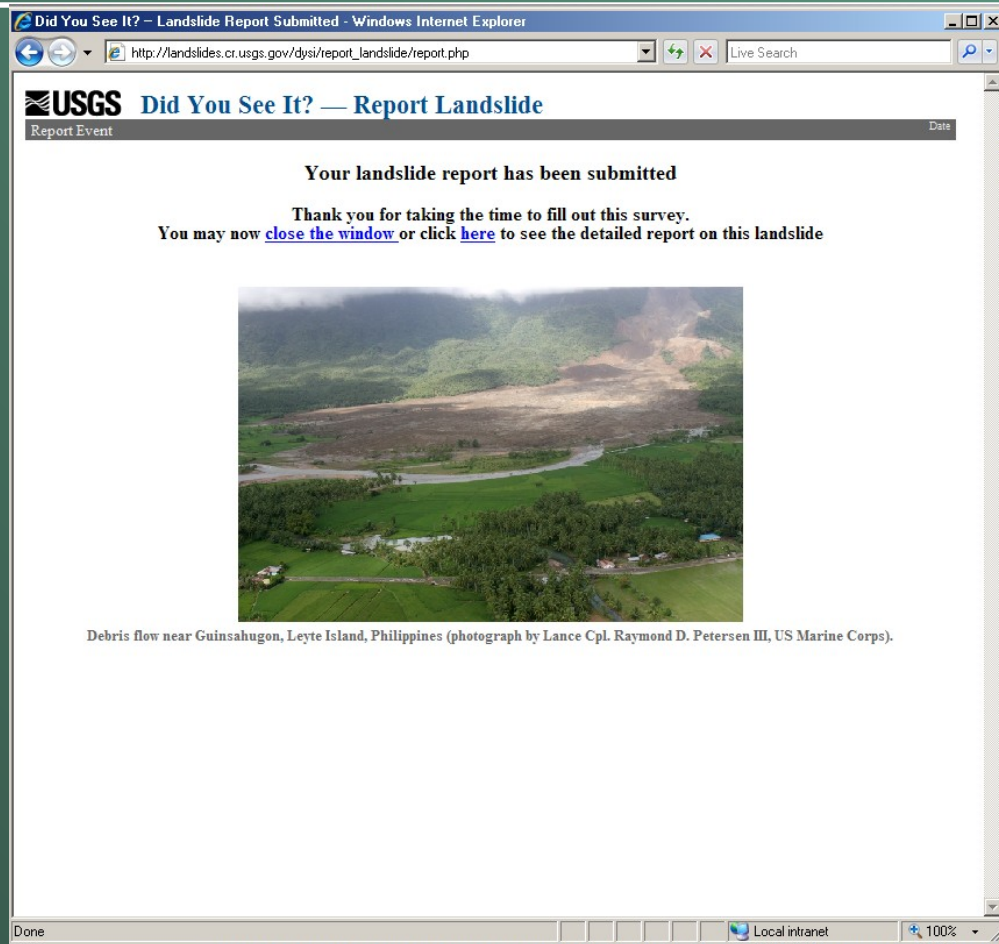 Did You See It? – Landslide Report Submitted - Windows Internet Explorer
http://landslides.cr.usgs.gov/dysi/report_landslide/report.php
Live Search
USGS Did You See It? — Report Landslide
Report Event Date
Your landslide report has been submitted
Thank you for taking the time to fill out this survey.
You may now close the window or click here to see the detailed report on this landslide
Debris flow near Guinsahugon, Leyte Island, Philippines (photograph by Lance Cpl. Raymond D. Petersen III, US Marine Corps).
Done Local intranet 100%